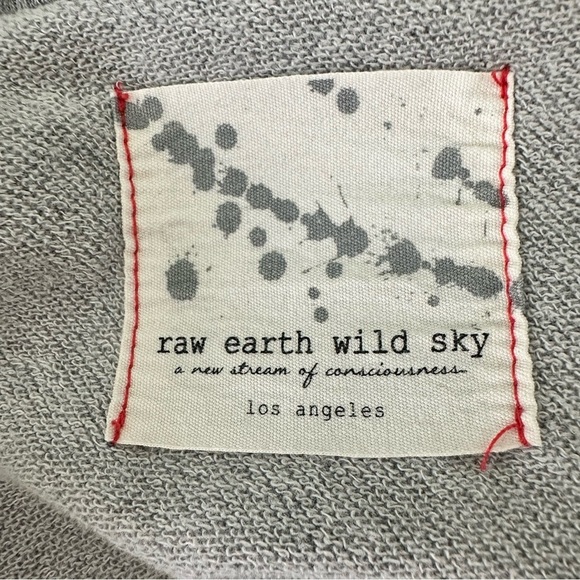 raw earth wild sky
a new stream of consciousness
los angeles